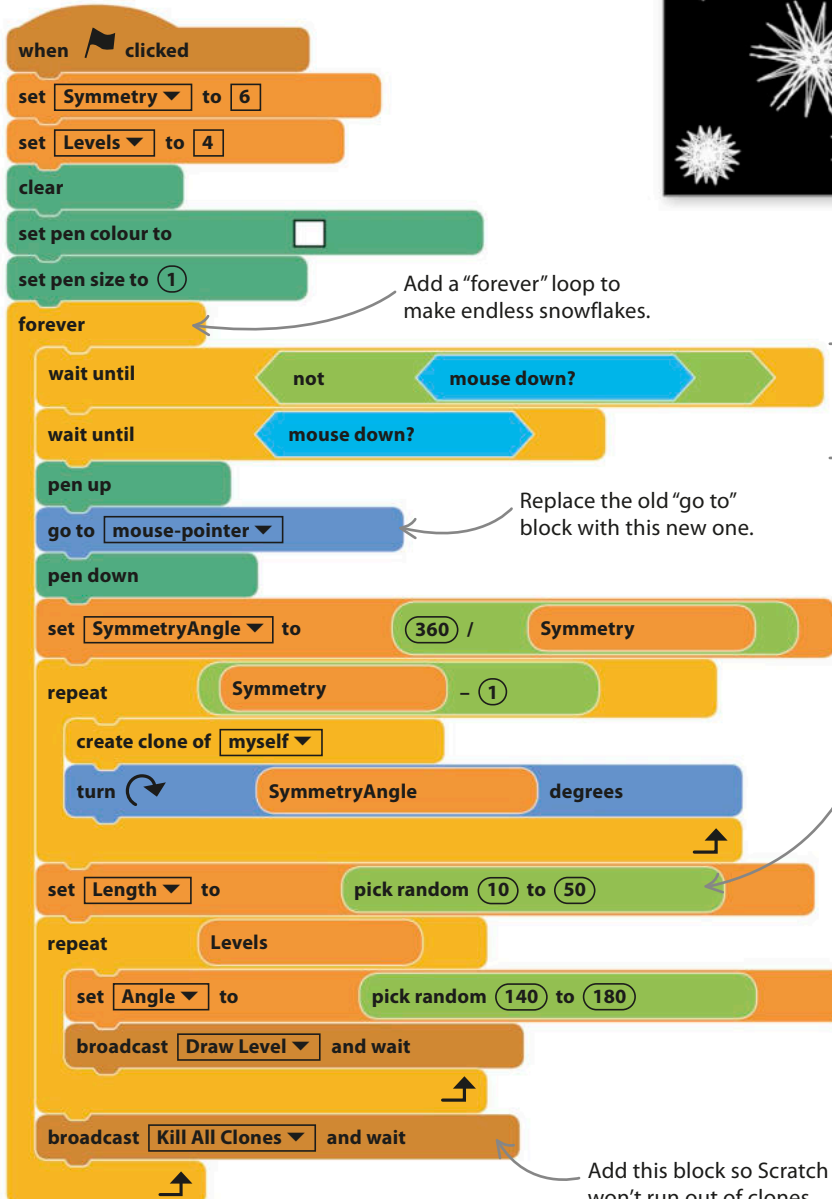 when clicked
set Symmetry to 6
set Levels to 4
clear
set pen colour to
set pen size to 1
Add a "forever" loop to
make endless snowflakes.
forever
wait until not mouse down?
wait until mouse down?
pen up
Replace the old "go to"
block with this new one.
go to mouse-pointer
pen down
set SymmetryAngle to 360 / Symmetry
repeat Symmetry – 1
create clone of myself
turn SymmetryAngle degrees
set Length to pick random 10 to 50
repeat Levels
set Angle to pick random 140 to 180
broadcast Draw Level and wait
broadcast Kill All Clones and wait
Add this block so Scratch
won't run out of clones